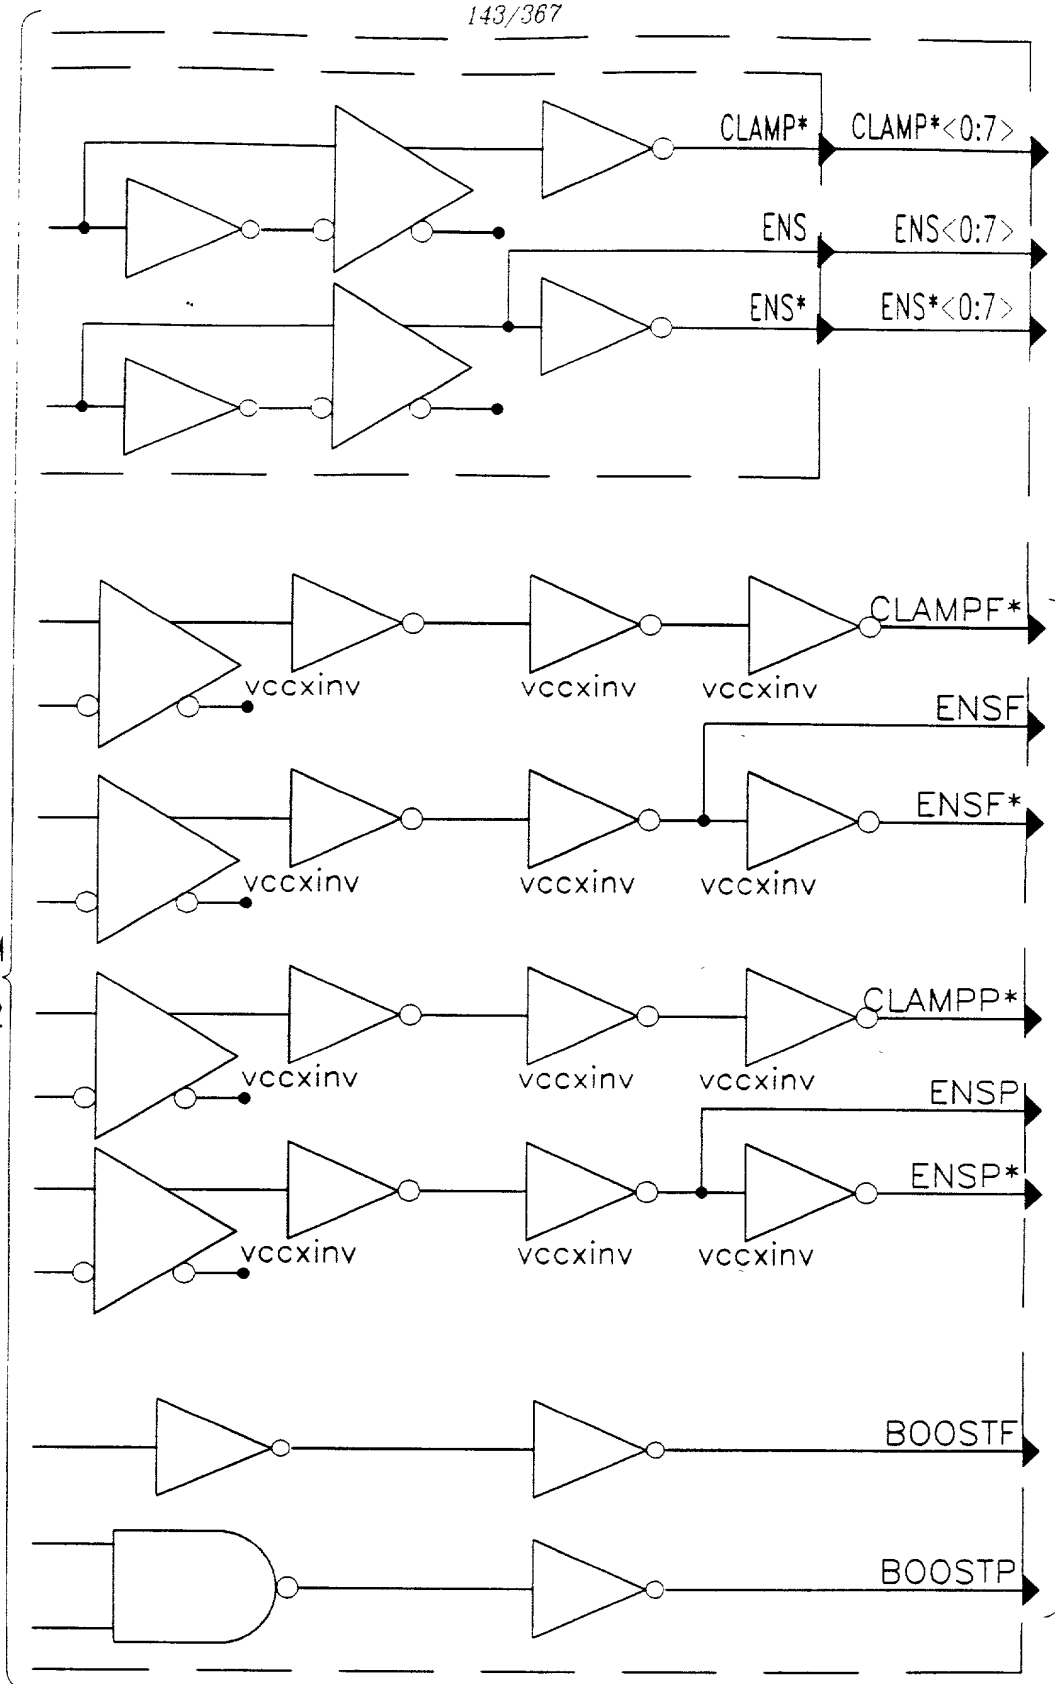 143/367
CLAMP* CLAMP*<0:7>
ENS ENS<0:7>
ENS* ENS*<0:7>
CLAMPF*
vccxinv vccxinv vccxinv
ENSF
ENSF*
vccxinv vccxinv vccxinv
CLAMPP*
vccxinv vccxinv vccxinv
ENSP
ENSP*
vccxinv vccxinv vccxinv
BOOSTF
BOOSTP